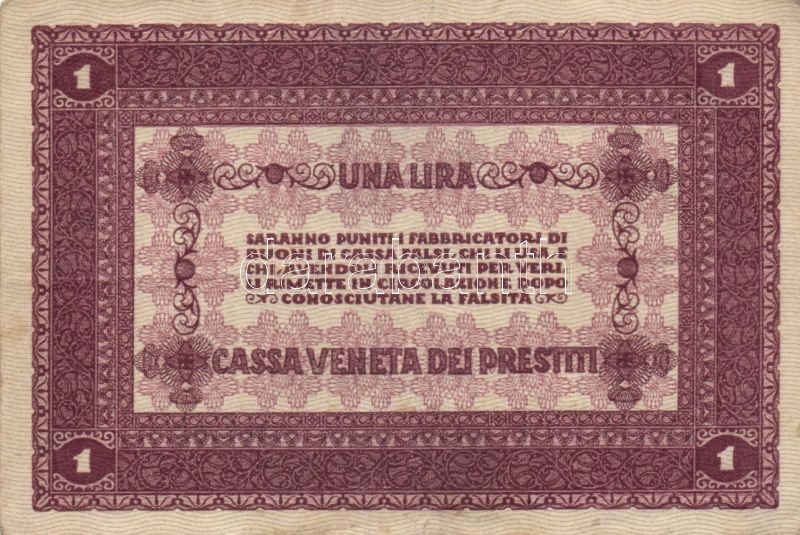 1 1
UNA LIRA
SARANNO PUNITI I FABBRICATORI DI
BUONI DI CASSA FALSI, CHI LI USA E
CHI AVENDOLI RICEVUTI PER VERI,
LI RIMETTE IN CIRCOLAZIONE DOPO
CONOSCIUTANE LA FALSITÀ
databank
CASSA VENETA DEI PRESTITI
1 1